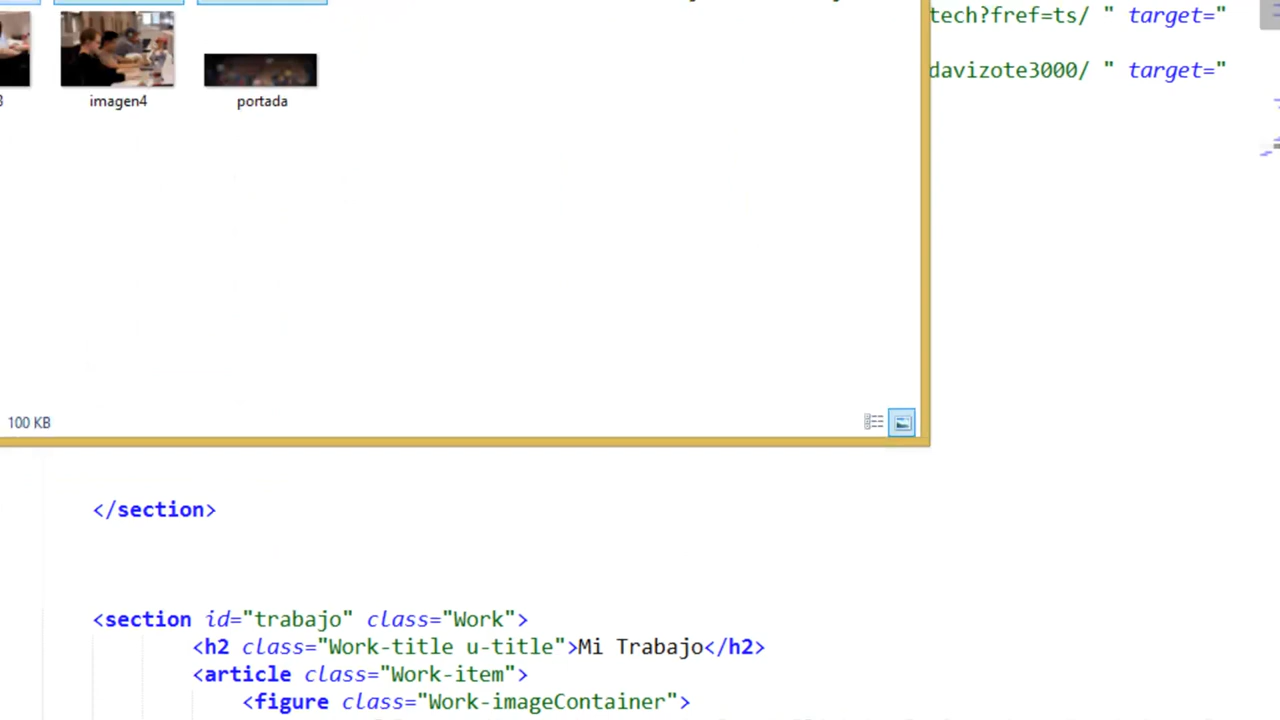 tech?fref=ts/ " target="
davizote3000/ " target="
3
imagen4
portada
100 KB
</section>
<section id="trabajo" class="Work">
<h2 class="Work-title u-title">Mi Trabajo</h2>
<article class="Work-item">
<figure class="Work-imageContainer">